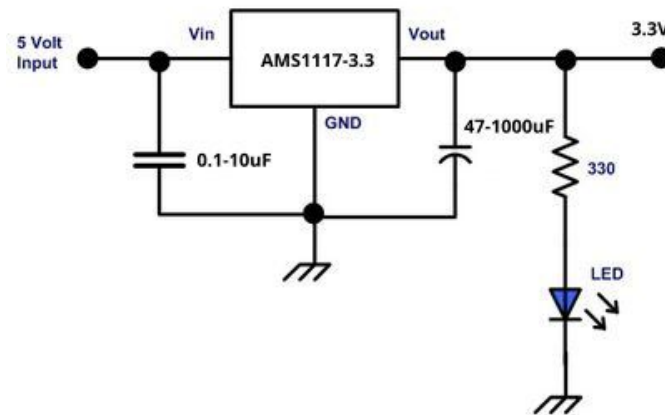 5 Volt
Input
Vin
AMS1117-3.3
Vout
3.3V
GND
0.1-10uF
47-1000uF
330
LED